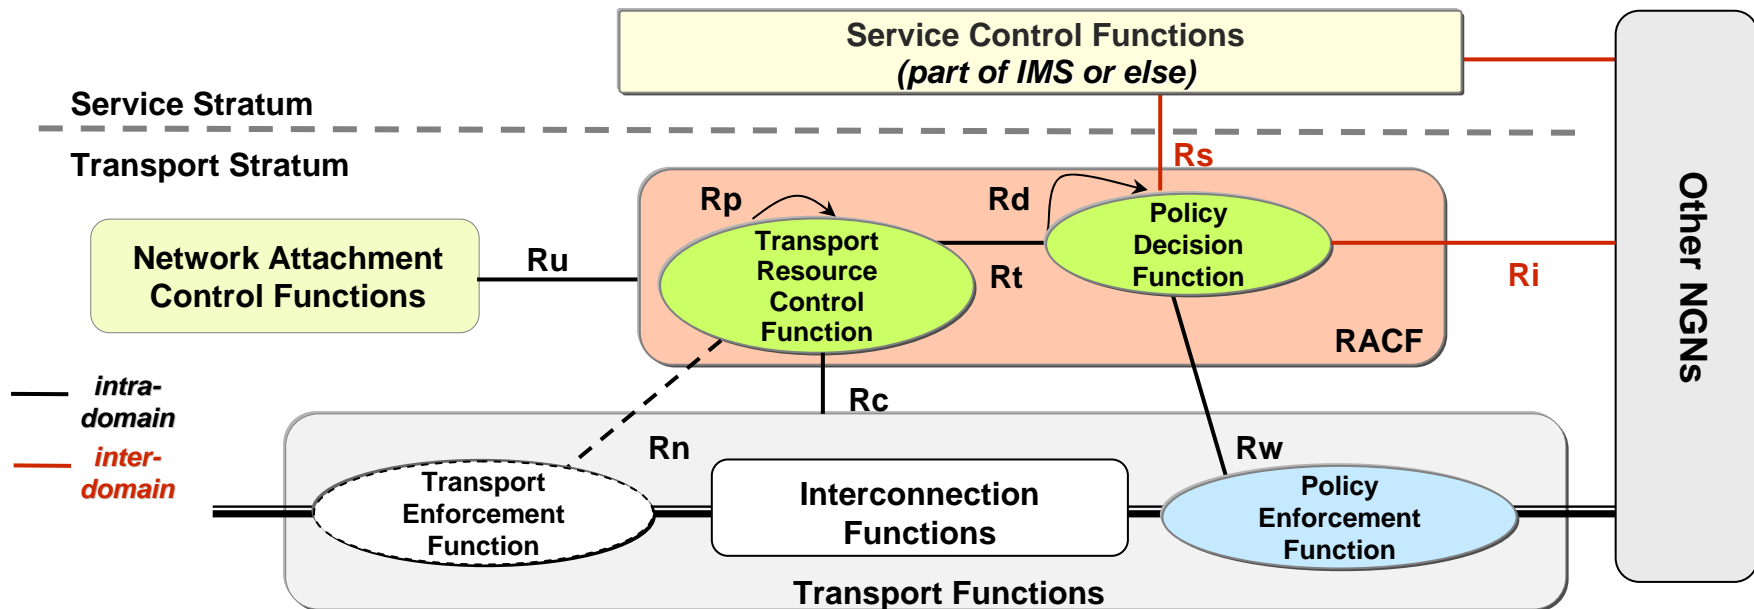 Service Control Functions
(part of IMS or else)
Service Stratum
Transport Stratum
Rs
Rp
Rd
Policy
Decision
Function
Transport
Resource
Control
Function
Network Attachment
Control Functions
Ru
Rt
Ri
RACF
Other NGNs
intra-
domain
Rc
inter-
domain
Rn
Rw
Transport
Enforcement
Function
Interconnection
Functions
Policy
Enforcement
Function
Transport Functions